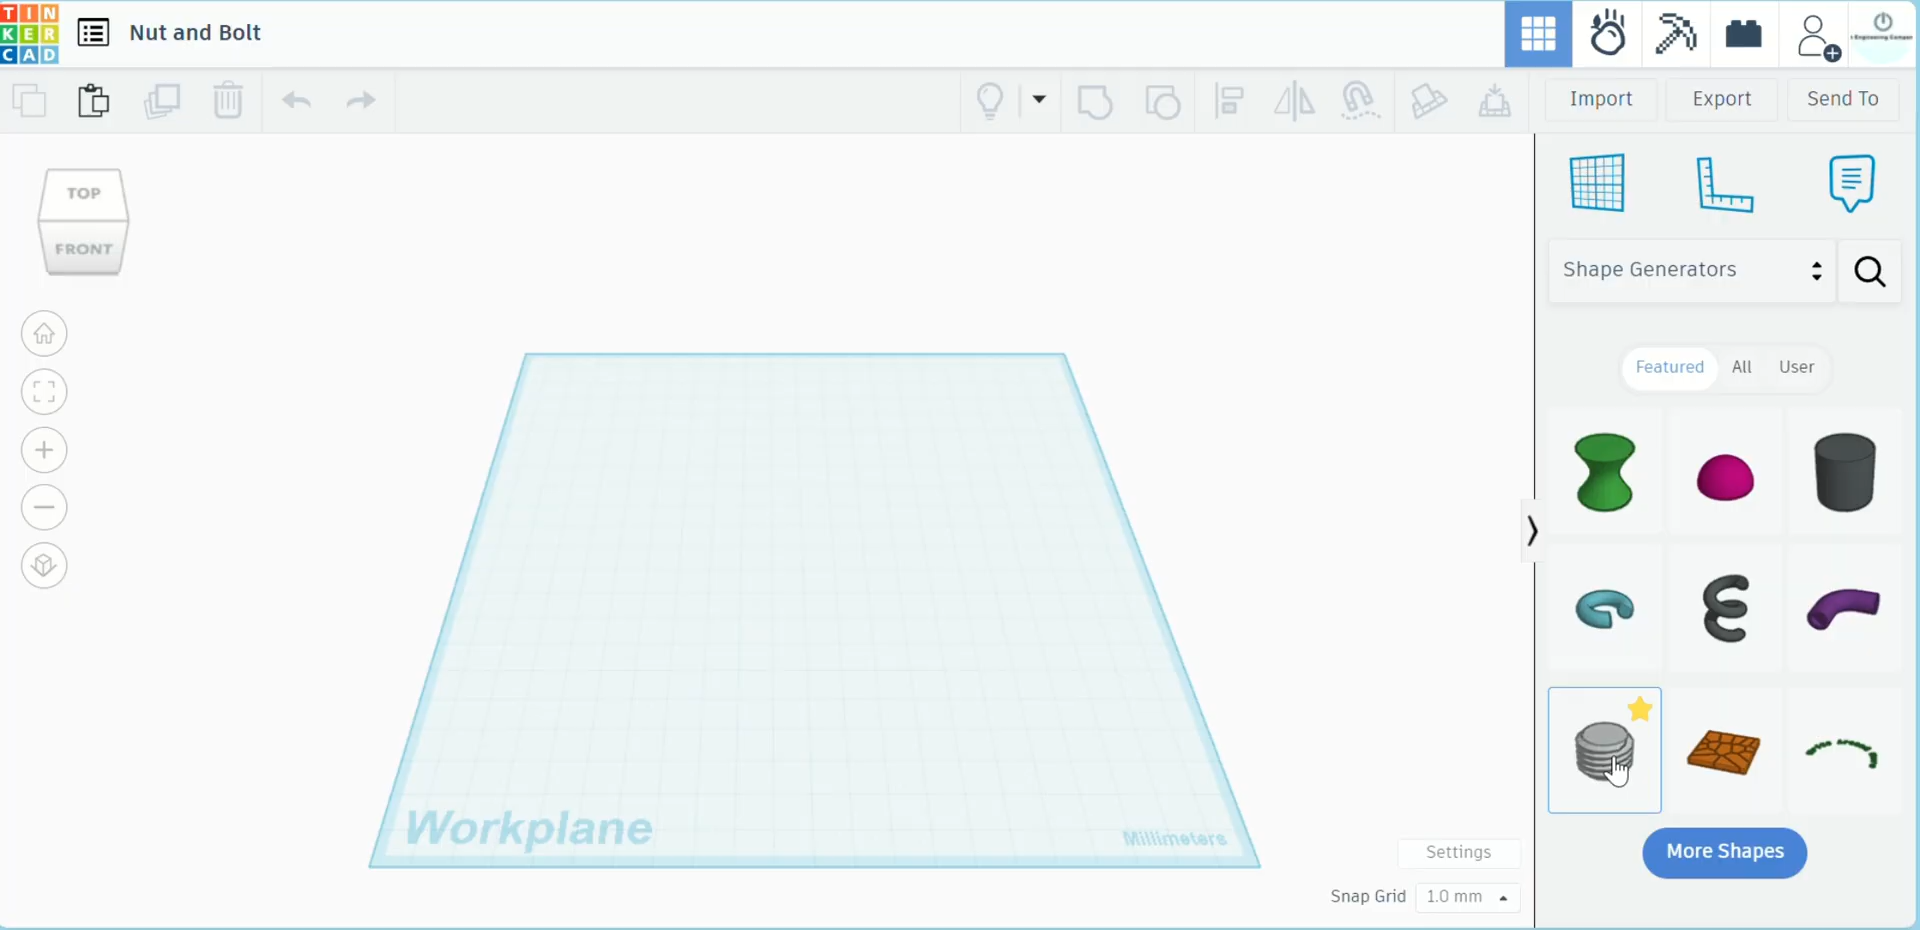 TIN
KER
CAD
Nut and Bolt
Import
Export
Send To
TOP
FRONT
Shape Generators
Featured
All
User
Workplane
Millimeters
More Shapes
Settings
Snap Grid
1.0 mm